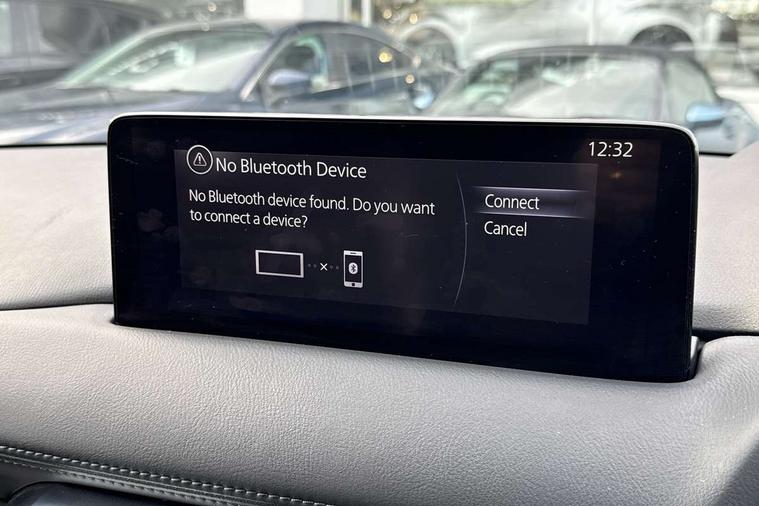 12:32
No Bluetooth Device
No Bluetooth device found. Do you want
to connect a device?
Connect
Cancel